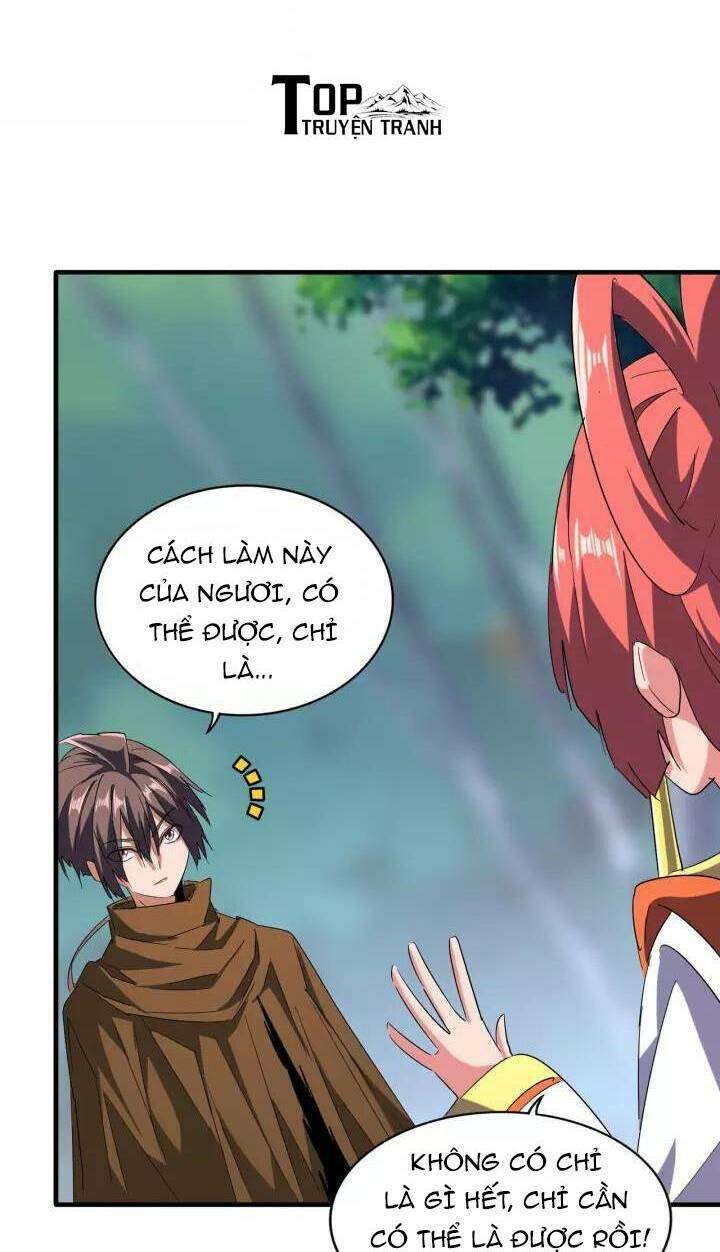 TOP
TRUYỆN TRANH
CÁCH LÀM NÀY
CỦA NGƯƠI, CÓ
THỂ ĐƯỢC, CHỈ
LÀ...
KHÔNG CÓ CHỈ
LÀ GÌ HẾT, CHỈ CẦN
CÓ THỂ LÀ ĐƯỢC RỒI!